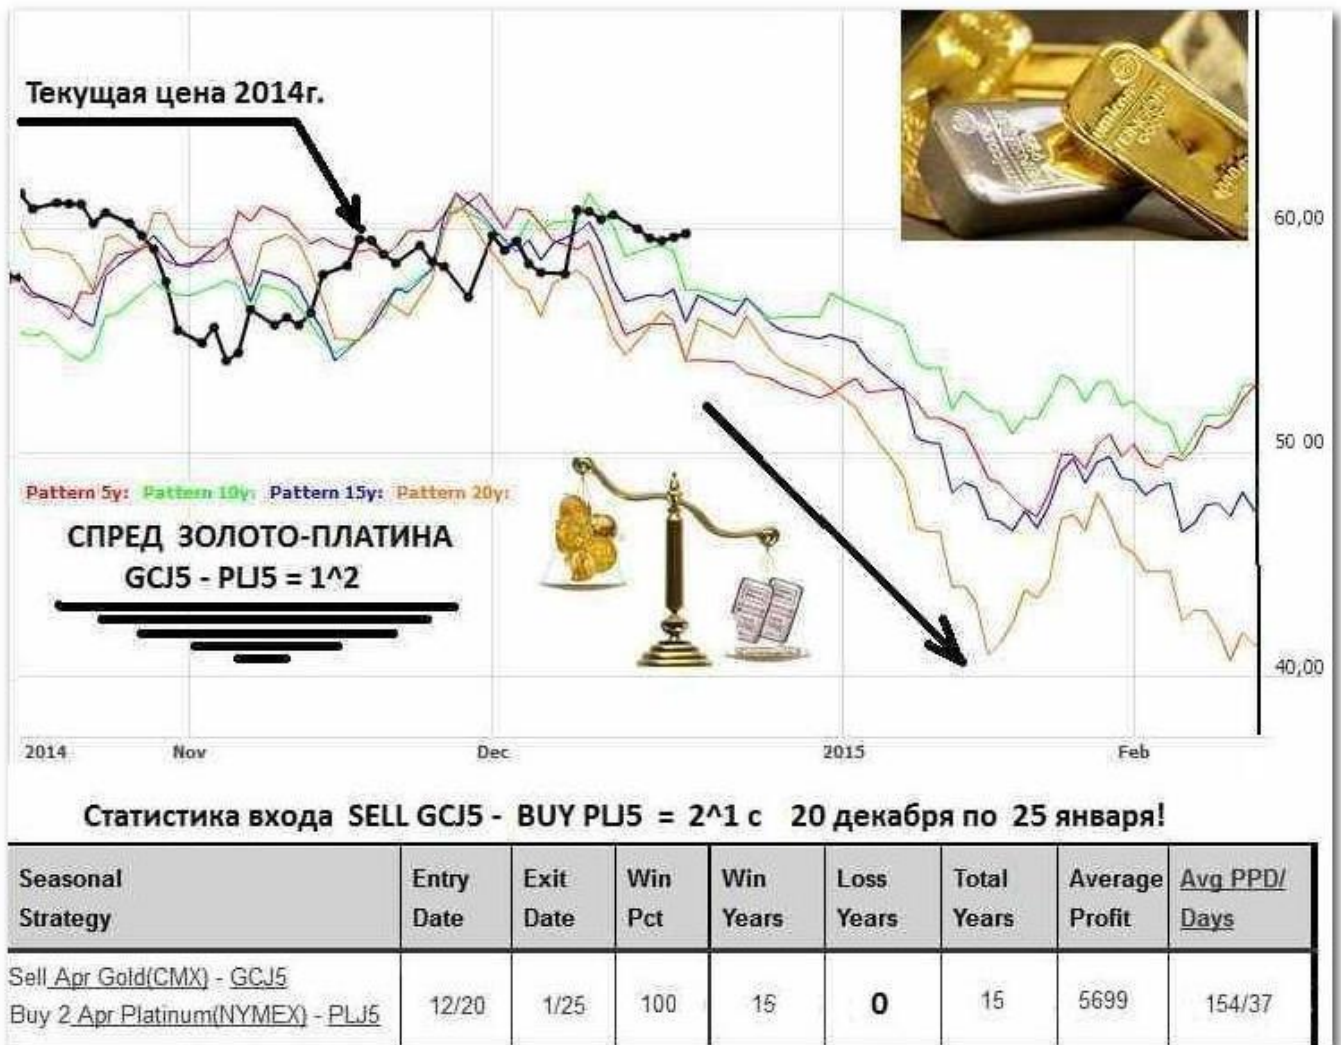 Текущая цена 2014г.
60,00
50 00
Pattern 5y: Pattern 10y: Pattern 15y: Pattern 20y:
СПРЕД ЗОЛОТО-ПЛАТИНА
GCJ5 - PLJ5 = 1^2
40,00
2014 Nov Dec 2015 Feb
Статистика входа SELL GCJ5 - BUY PLJ5 = 2^1 с 20 декабря по 25 января!
Seasonal Entry Exit Win Win Loss Total Average Avg PPD/
Strategy Date Date Pct Years Years Years Profit Days
Sell Apr Gold(CMX) - GCJ5
12/20 1/25 100 15 0 15 5699 154/37
Buy 2 Apr Platinum(NYMEX) - PLJ5